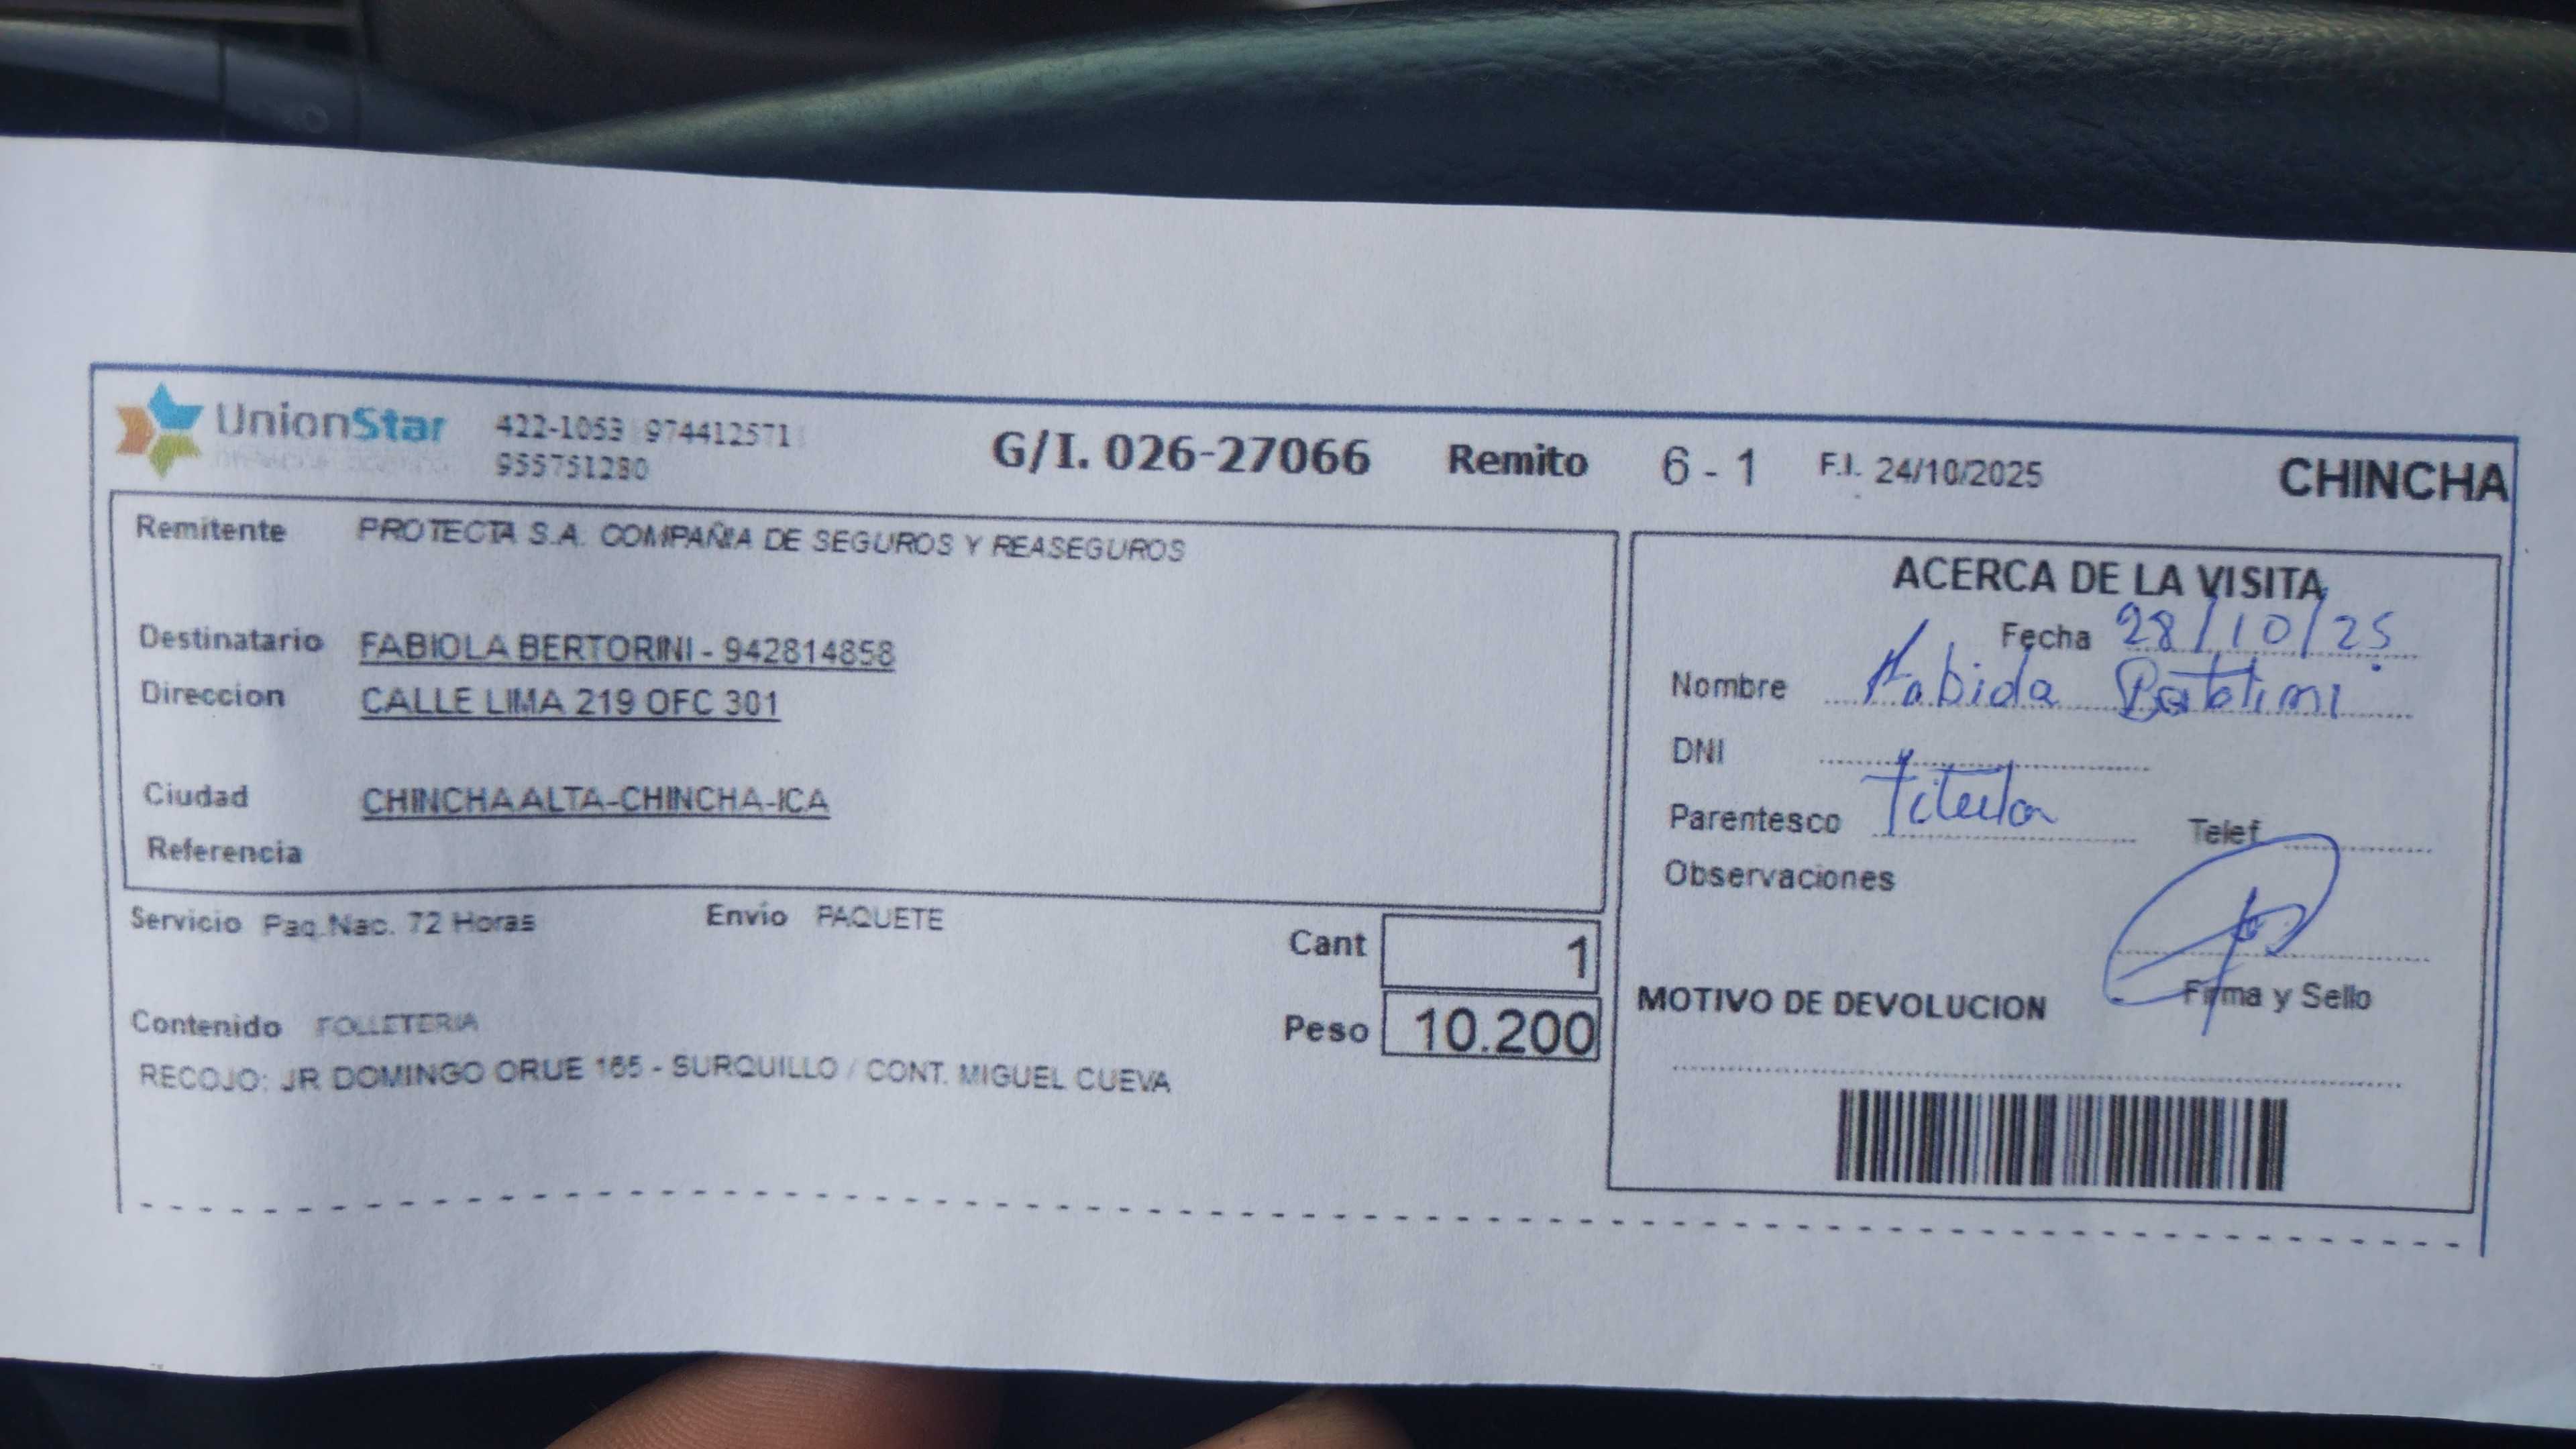 UnionStar 422-1053 974412571
955751280
G/I. 026-27066 Remito 6 - 1 F.I. 24/10/2025 CHINCHA
Remitente PROTECTA S.A. COMPAÑIA DE SEGUROS Y REASEGUROS
Destinatario FABIOLA BERTORINI - 942814858
Direccion CALLE LIMA 219 OFC 301
Ciudad CHINCHA ALTA-CHINCHA-ICA
Referencia
Servicio Paq.Nac. 72 Horas Envio PAQUETE
Cant 1
Peso 10.200
Contenido FOLLETERIA
RECOJO: JR DOMINGO ORUE 165 - SURQUILLO / CONT. MIGUEL CUEVA
ACERCA DE LA VISITA
Fecha 28/10/25
Nombre Fabiola
DNI
Parentesco titular
Telef
Observaciones
Firma y Sello
MOTIVO DE DEVOLUCION